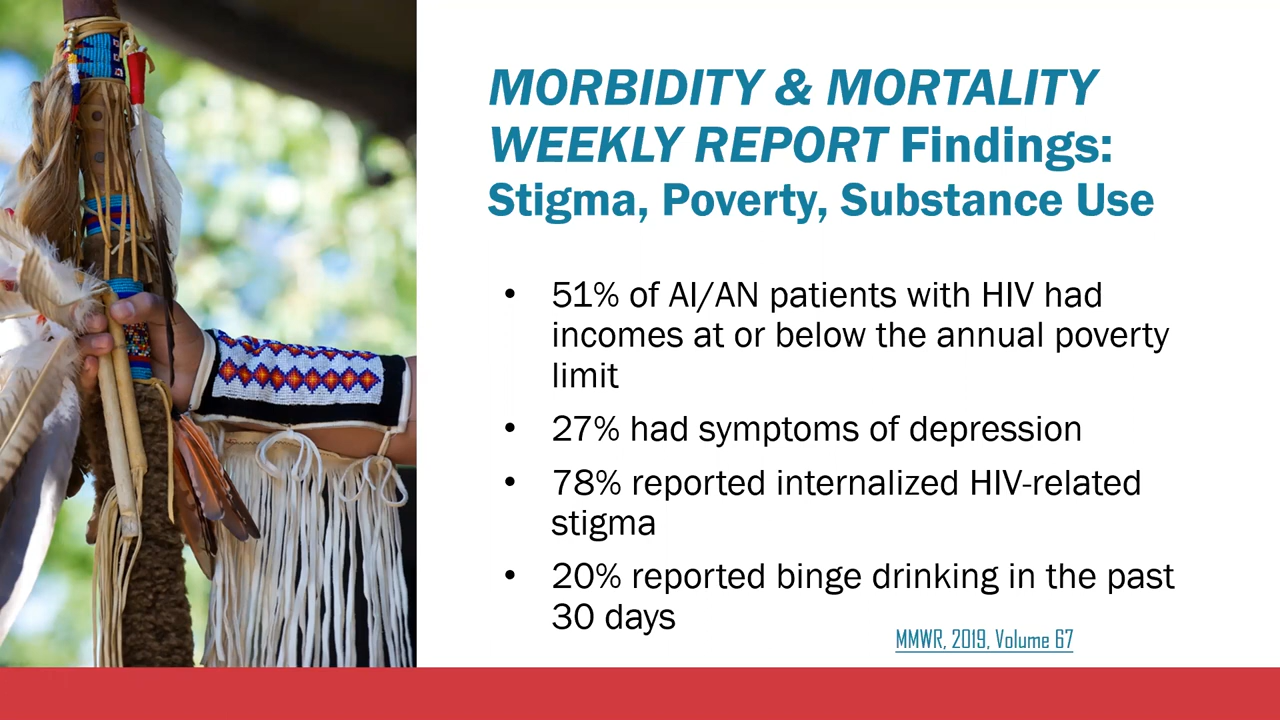 MORBIDITY & MORTALITY
WEEKLY REPORT Findings:
Stigma, Poverty, Substance Use
• 51% of AI/AN patients with HIV had
incomes at or below the annual poverty
limit
• 27% had symptoms of depression
• 78% reported internalized HIV-related
stigma
• 20% reported binge drinking in the past
30 days
MMWR, 2019, Volume 67